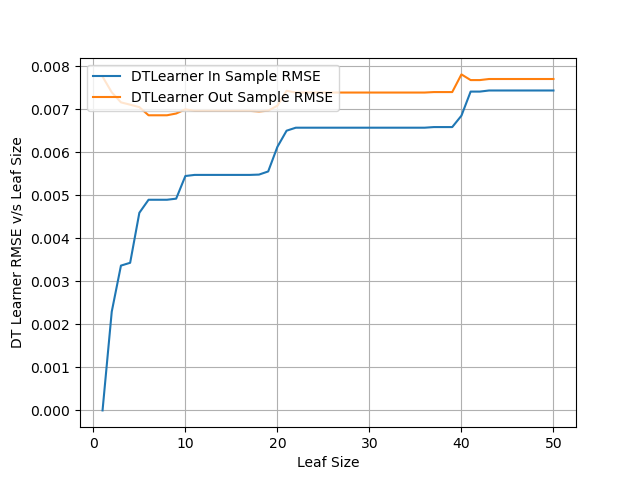 DTLearner In Sample RMSE
DTLearner Out Sample RMSE
DT Learner RMSE v/s Leaf Size
0.008
0.007
0.006
0.005
0.004
0.003
0.002
0.001
0.000
0 10 20 30 40 50
Leaf Size